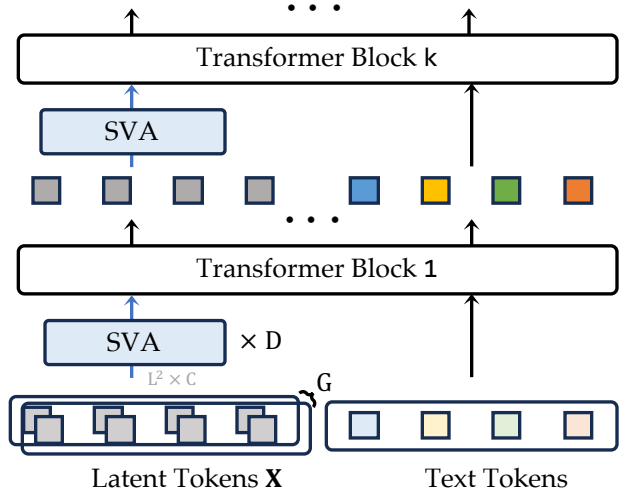 • • •
Transformer Block k
SVA
• • •
Transformer Block 1
SVA
× D
L² × C
G
Latent Tokens X
Text Tokens